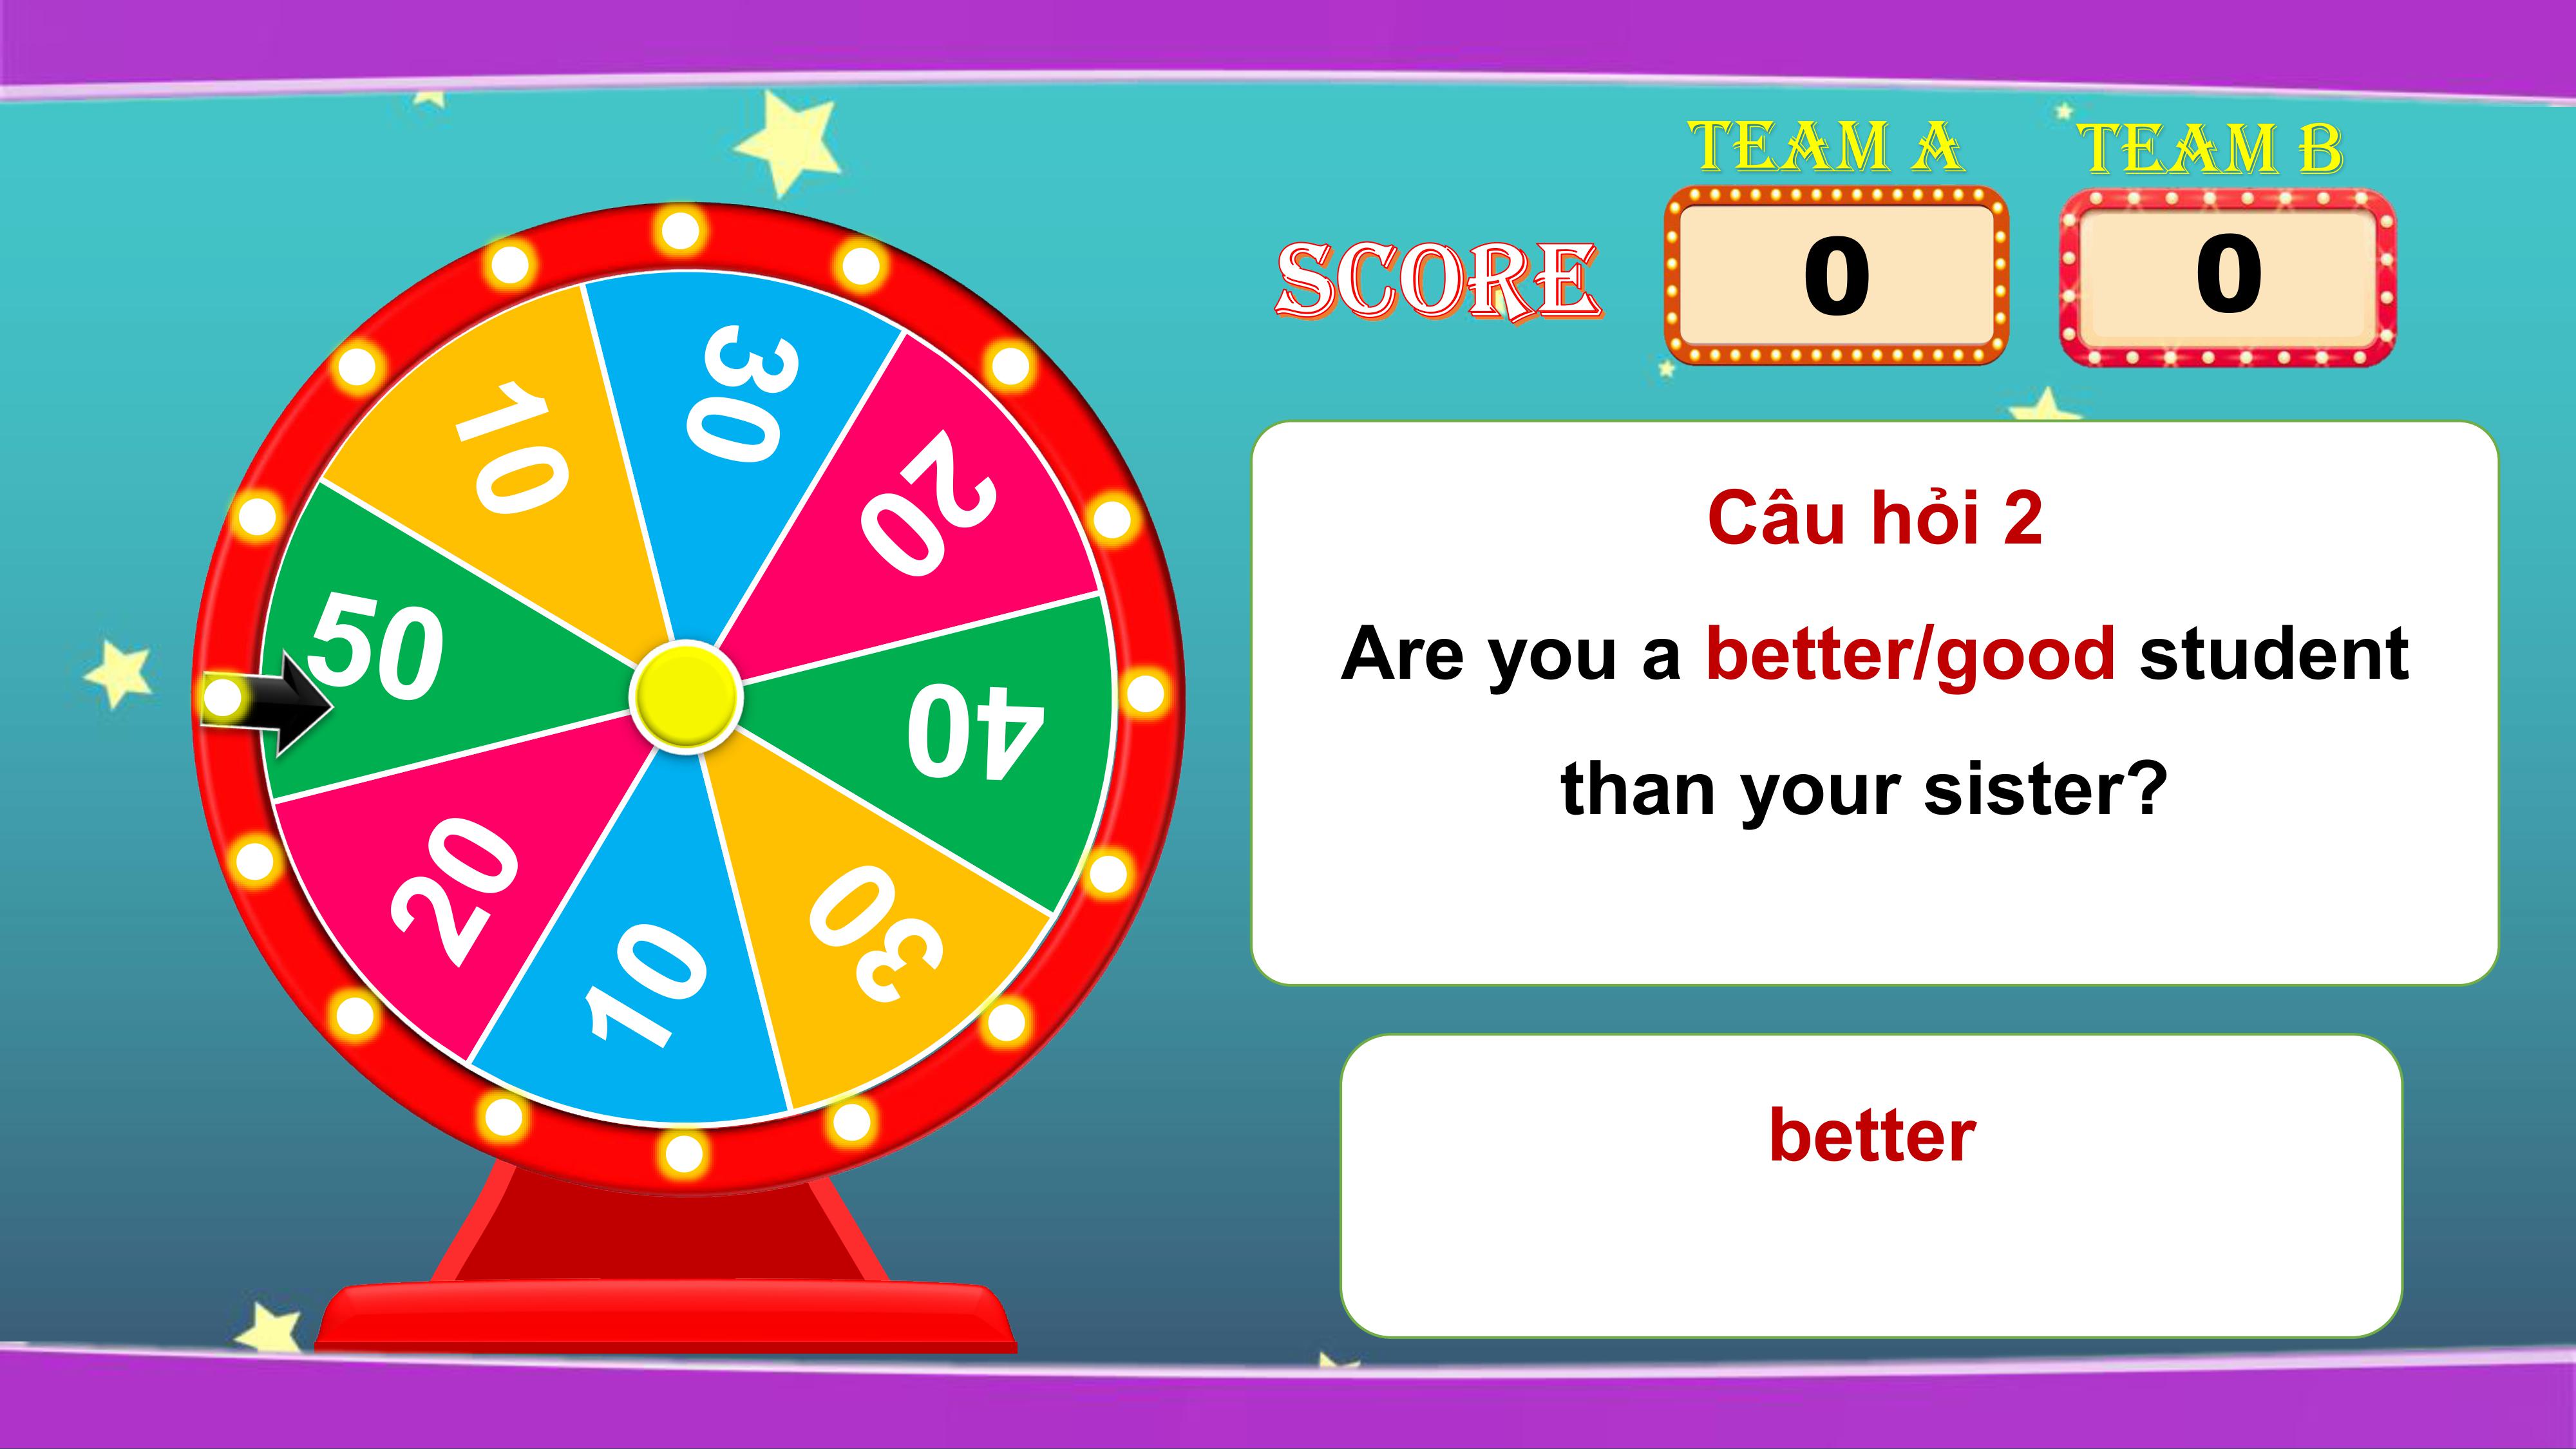 TEAM A
TEAM B
SCORE
0
0
30
10
20
50
40
20
10
30
Câu hỏi 2
Are you a better/good student
than your sister?
better